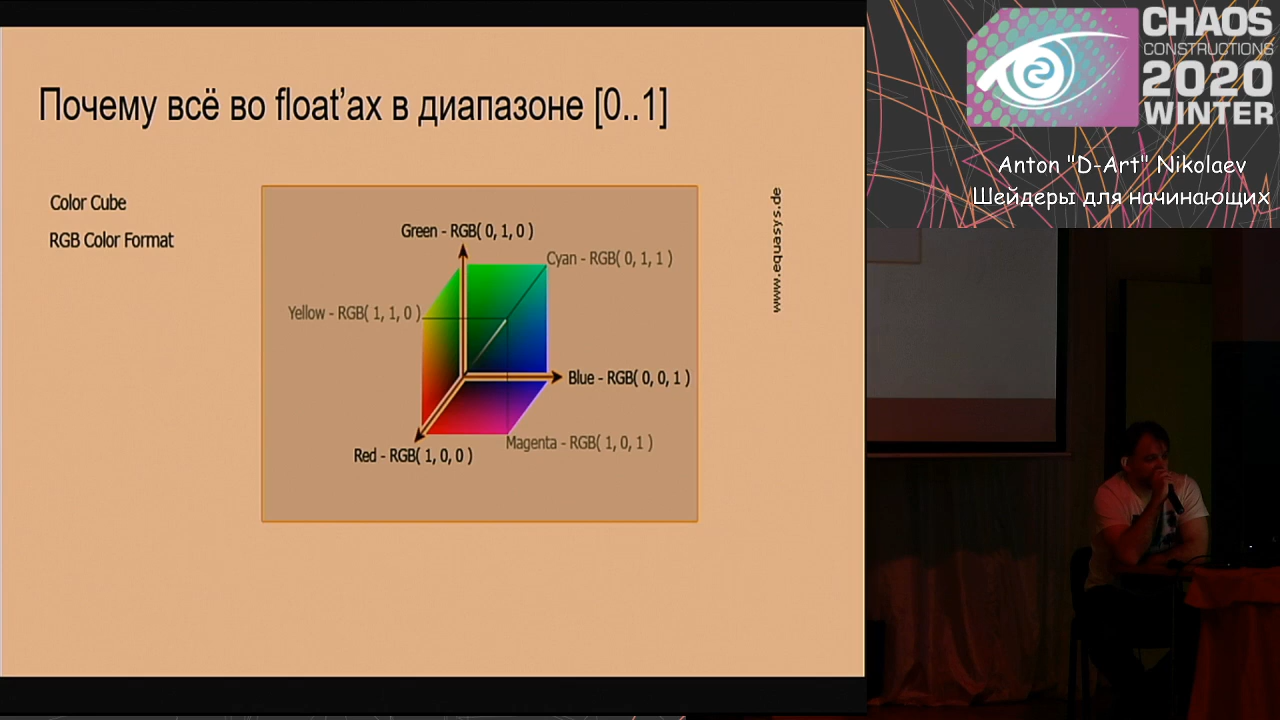 Почему всё во float’ах в диапазоне [0..1]
Color Cube
RGB Color Format
Green - RGB( 0, 1, 0 )
Cyan - RGB( 0, 1, 1 )
Yellow - RGB( 1, 1, 0 )
Blue - RGB( 0, 0, 1 )
Magenta - RGB( 1, 0, 1 )
Red - RGB( 1, 0, 0 )
www.equasys.de
CHAOS
CONSTRUCTIONS
2020
WINTER
Anton "D-Art" Nikolaev
Шейдеры для начинающих